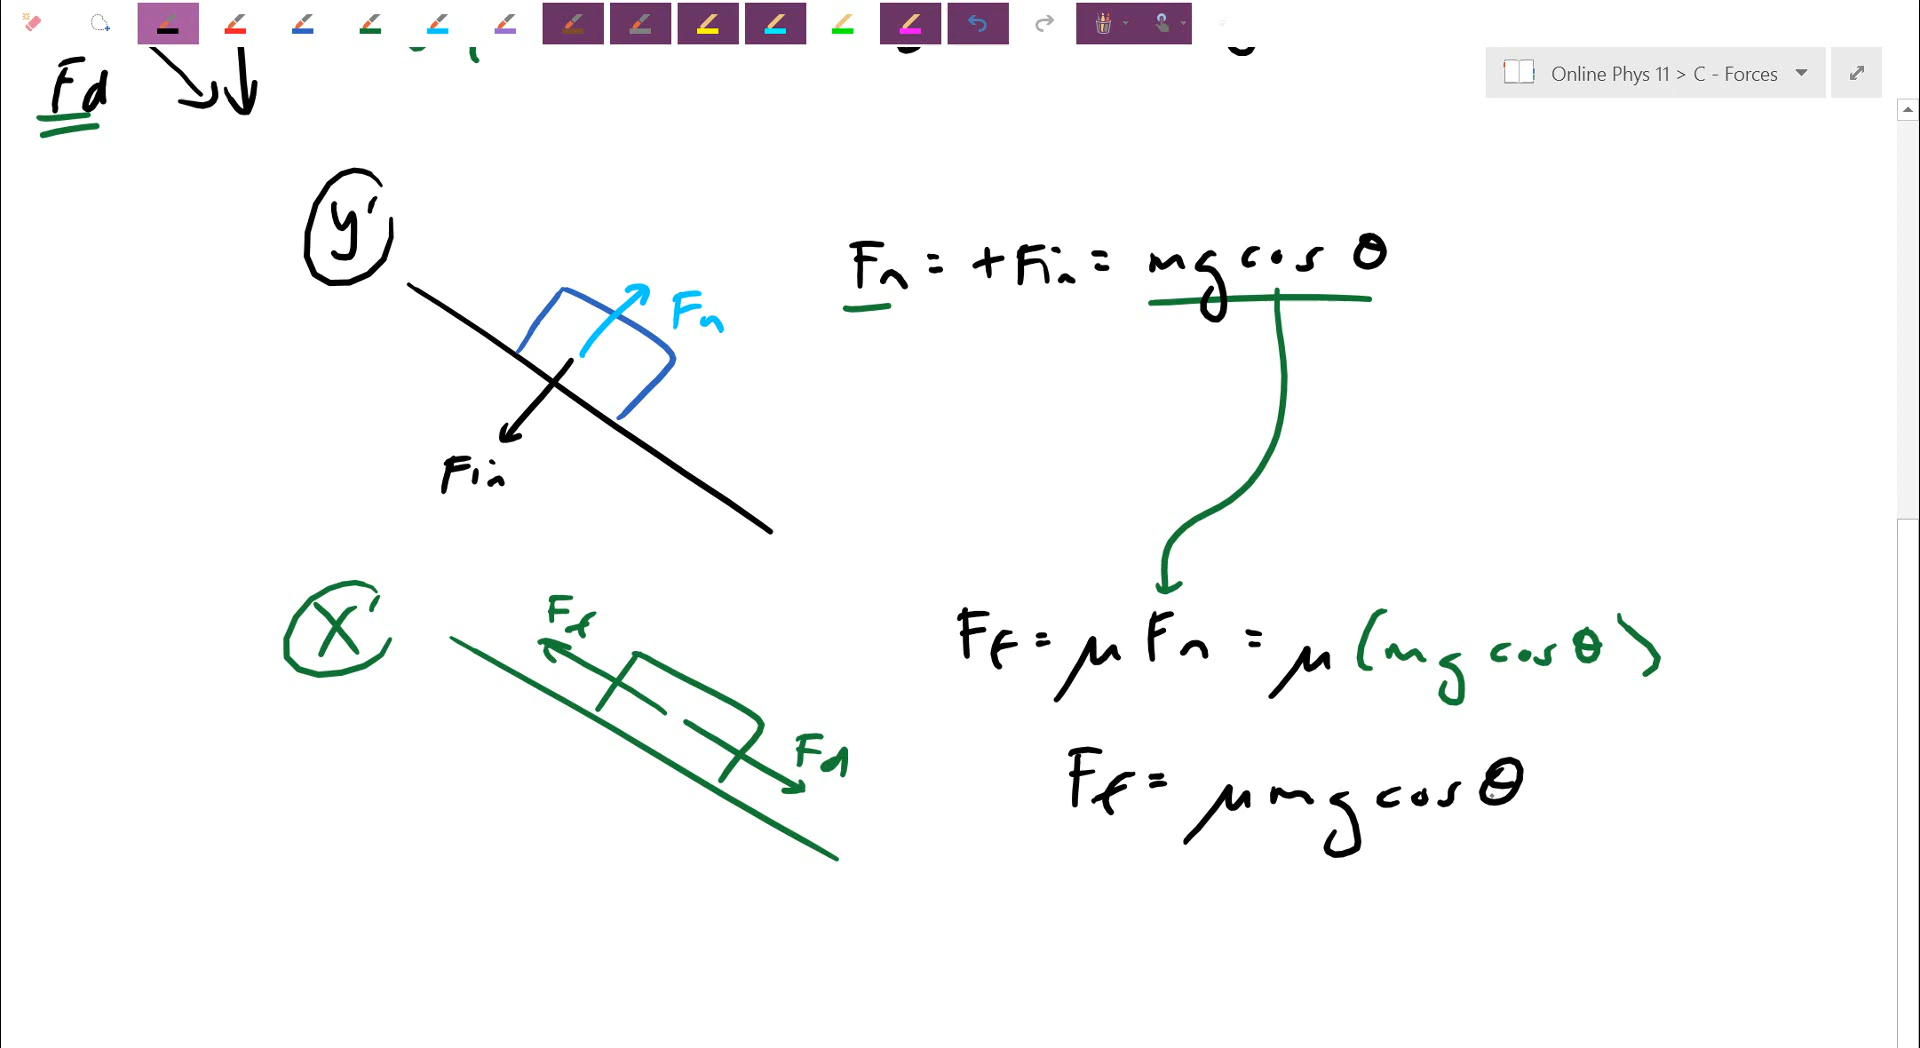 Online Phys 11 > C - Forces
Fd
y'
Fn = +Fin = mg cos θ
Fn
Fin
x'
Ff
Ff = μ Fn = μ (mg cos θ)
Fd
Ff = μ mg cos θ